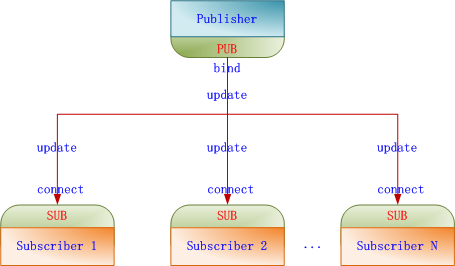 Publisher
PUB
bind
update
update update update
connect connect connect
SUB SUB SUB
Subscriber 1 Subscriber 2 ... Subscriber N